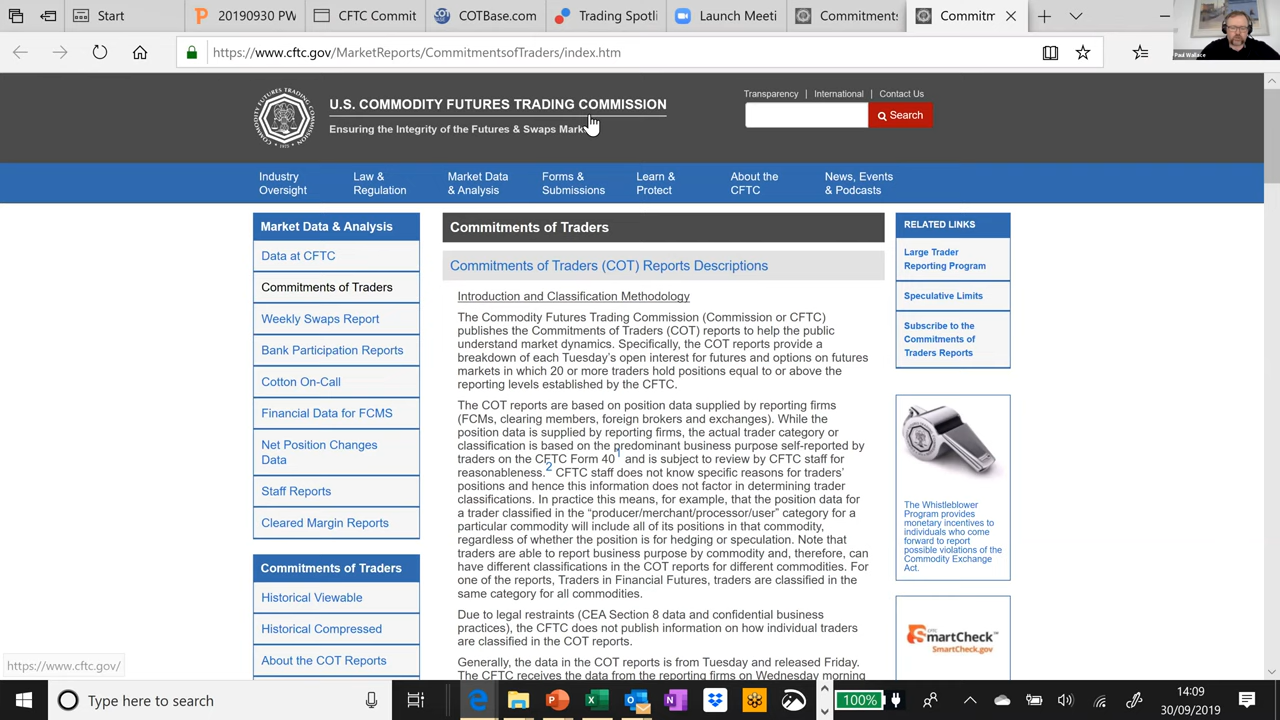 Start
20190930 PW
CFTC Commit
COTBase.com
Trading Spotli
Launch Meeti
Commitments
Commitm
Paul Wallace
https://www.cftc.gov/MarketReports/CommitmentsofTraders/index.htm
U.S. COMMODITY FUTURES TRADING COMMISSION
Ensuring the Integrity of the Futures & Swaps Mark
Transparency | International | Contact Us
Search
Industry
Oversight
Law &
Regulation
Market Data
& Analysis
Forms &
Submissions
Learn &
Protect
About the
CFTC
News, Events
& Podcasts
Market Data & Analysis
Data at CFTC
Commitments of Traders
Weekly Swaps Report
Bank Participation Reports
Cotton On-Call
Financial Data for FCMS
Net Position Changes
Data
Staff Reports
Cleared Margin Reports
Commitments of Traders
Historical Viewable
Historical Compressed
About the COT Reports
Commitments of Traders
Commitments of Traders (COT) Reports Descriptions
Introduction and Classification Methodology
The Commodity Futures Trading Commission (Commission or CFTC)
publishes the Commitments of Traders (COT) reports to help the public
understand market dynamics. Specifically, the COT reports provide a
breakdown of each Tuesday's open interest for futures and options on futures
markets in which 20 or more traders hold positions equal to or above the
reporting levels established by the CFTC.
The COT reports are based on position data supplied by reporting firms
(FCMs, clearing members, foreign brokers and exchanges). While the
position data is supplied by reporting firms, the actual trader category or
classification is based on the predominant business purpose self-reported by
traders on the CFTC Form 40¹ and is subject to review by CFTC staff for
reasonableness.² CFTC staff does not know specific reasons for traders'
positions and hence this information does not factor in determining trader
classifications. In practice this means, for example, that the position data for
a trader classified in the “producer/merchant/processor/user” category for a
particular commodity will include all of its positions in that commodity,
regardless of whether the position is for hedging or speculation. Note that
traders are able to report business purpose by commodity and, therefore, can
have different classifications in the COT reports for different commodities. For
one of the reports, Traders in Financial Futures, traders are classified in the
same category for all commodities.
Due to legal restraints (CEA Section 8 data and confidential business
practices), the CFTC does not publish information on how individual traders
are classified in the COT reports.
Generally, the data in the COT reports is from Tuesday and released Friday.
The CFTC receives the data from the reporting firms on Wednesday morning
RELATED LINKS
Large Trader
Reporting Program
Speculative Limits
Subscribe to the
Commitments of
Traders Reports
The Whistleblower
Program provides
monetary incentives to
individuals who come
forward to report
possible violations of the
Commodity Exchange
Act.
SmartCheck
SmartCheck.gov
https://www.cftc.gov/
Type here to search
100%
14:09
30/09/2019